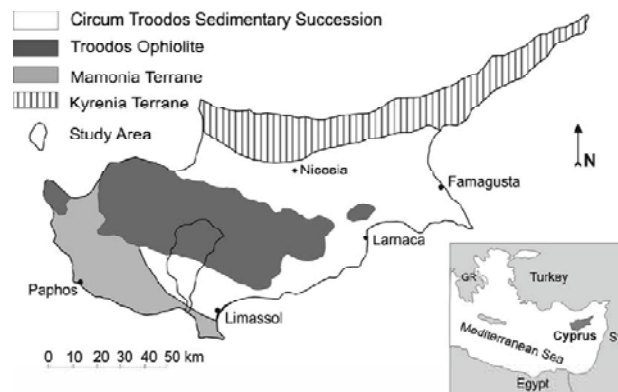 Circum Troodos Sedimentary Succession
Troodos Ophiolite
Mamonia Terrane
Kyrenia Terrane
Study Area
N
Nicosia
Famagusta
Larnaca
Paphos
Limassol
0 10 20 30 40 50 km
GR
Turkey
Cyprus
S
Mediterranean Sea
Egypt